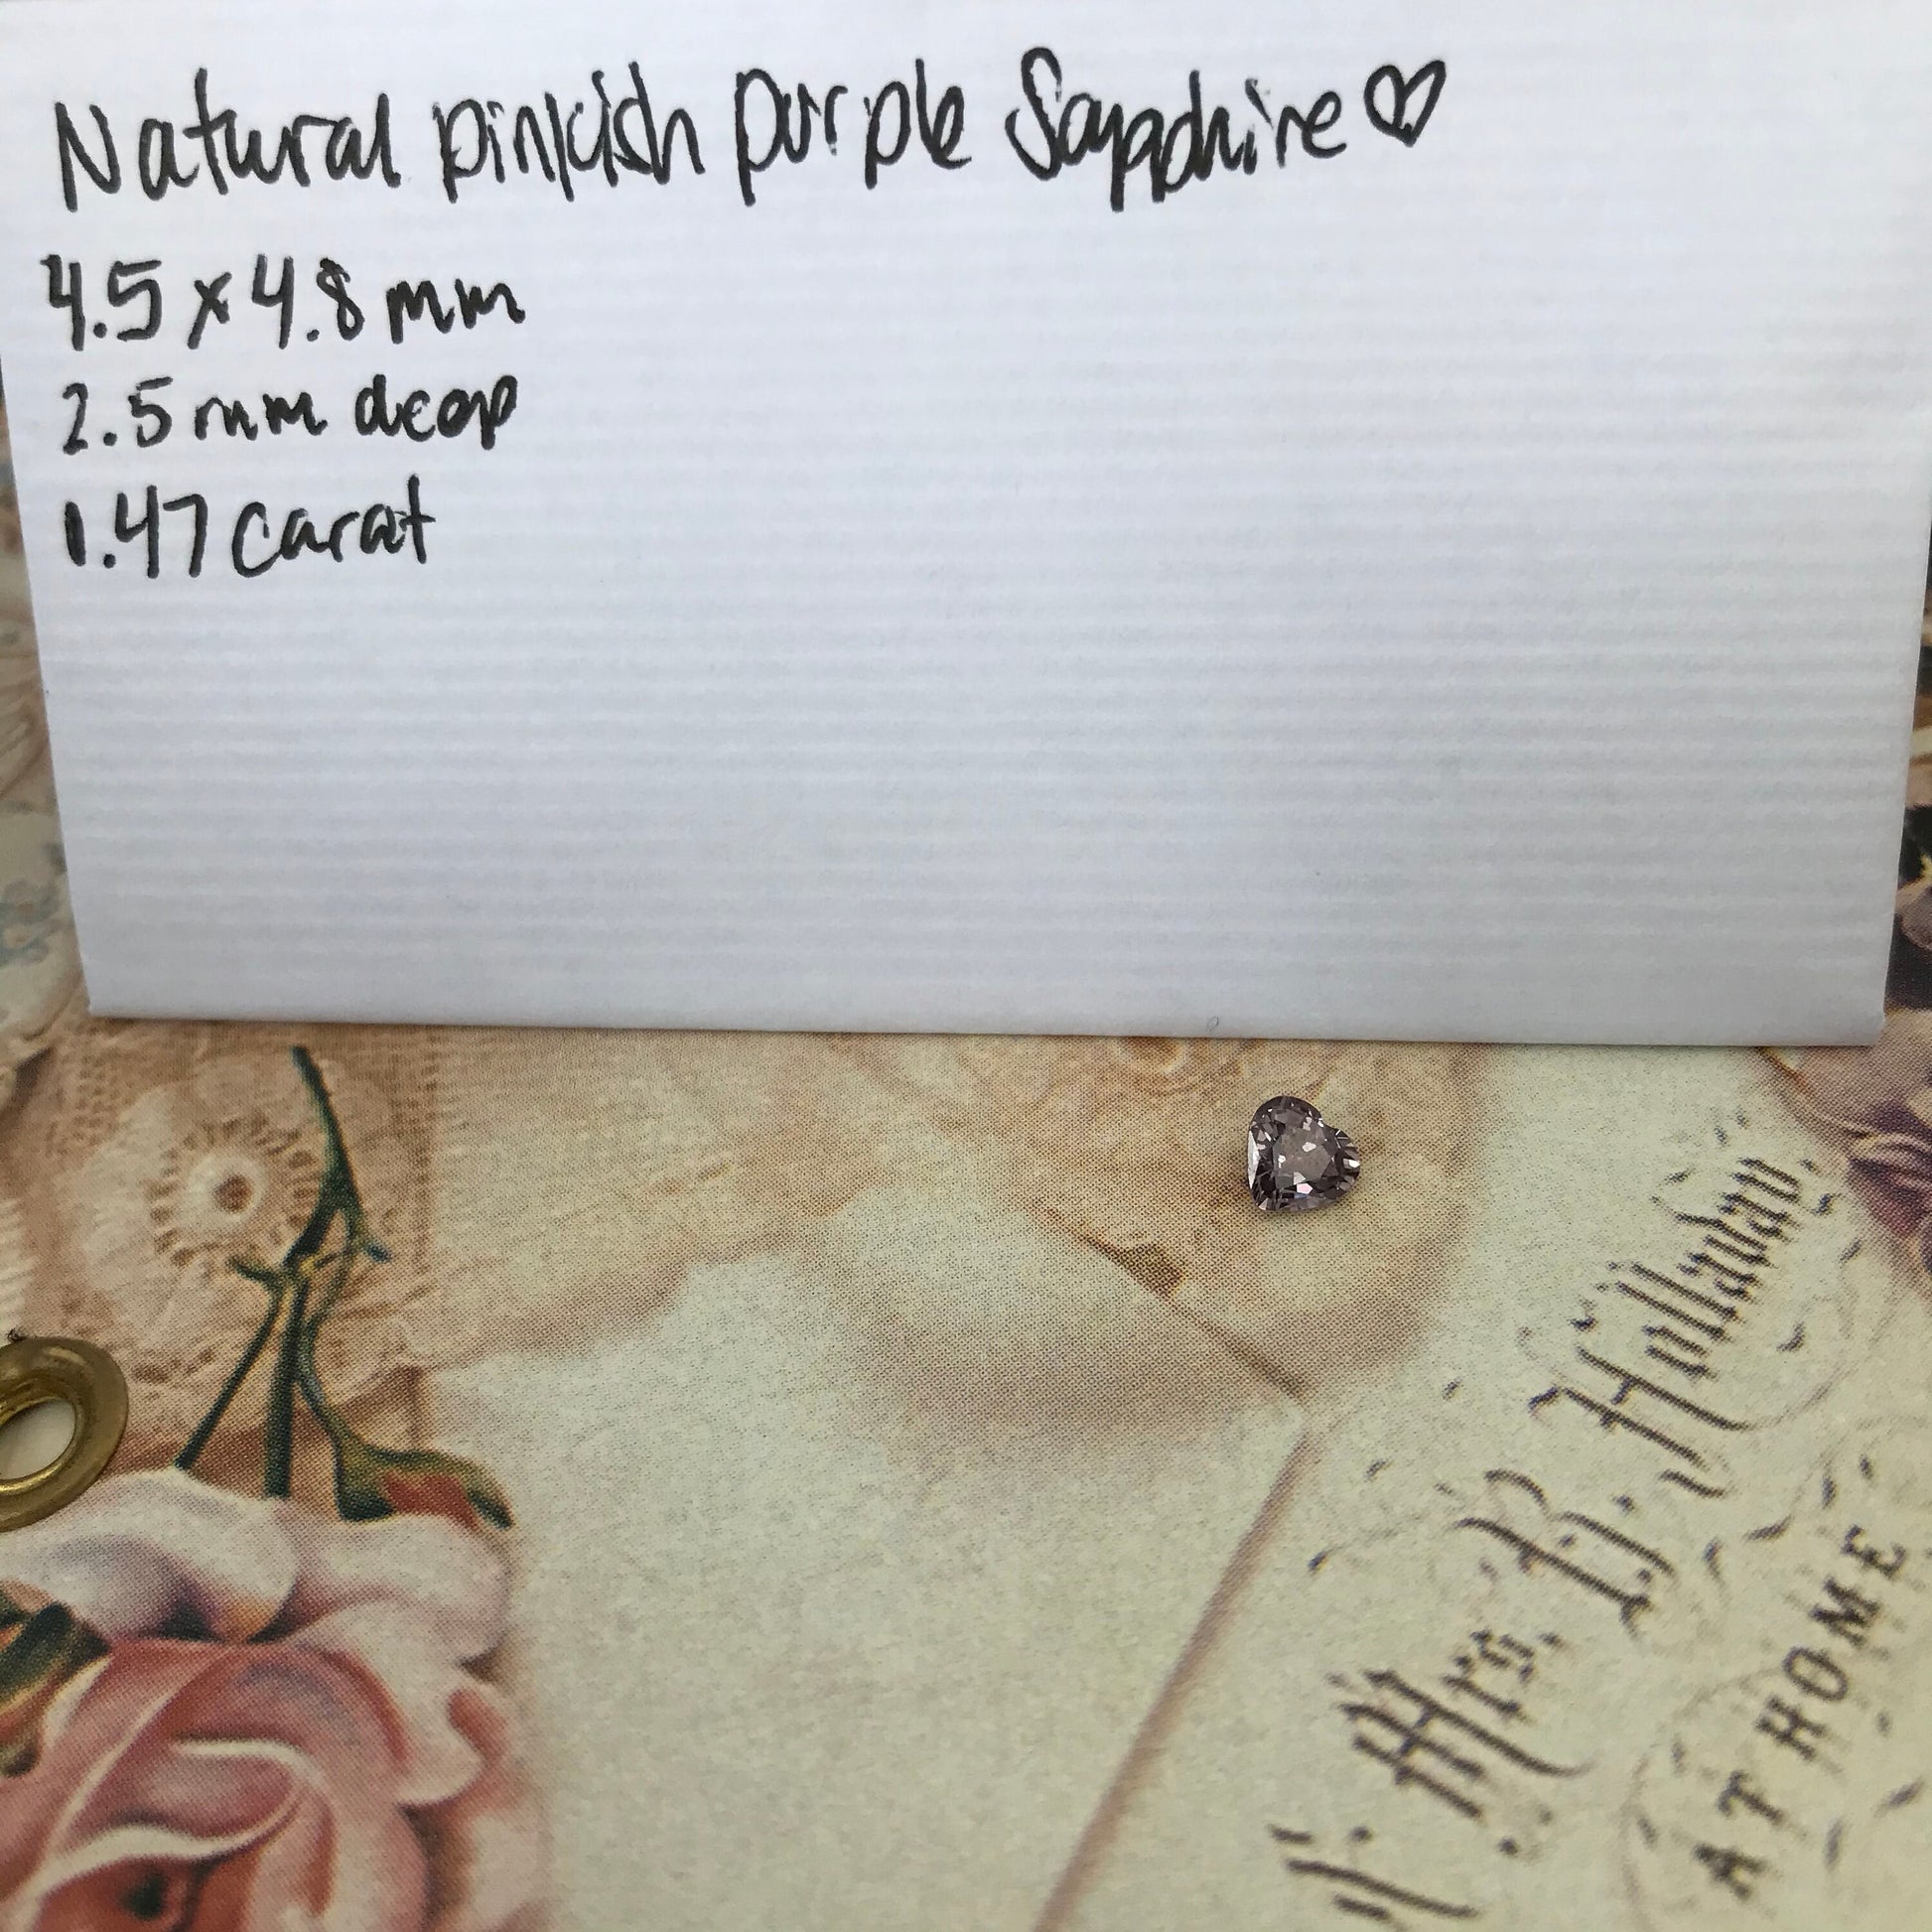 Natural pinkish purple Sapphire♡
4.5 x 4.8 mm
2.5 mm deep
1.47 carat
Mrs. B. Hollaway
AT HOME